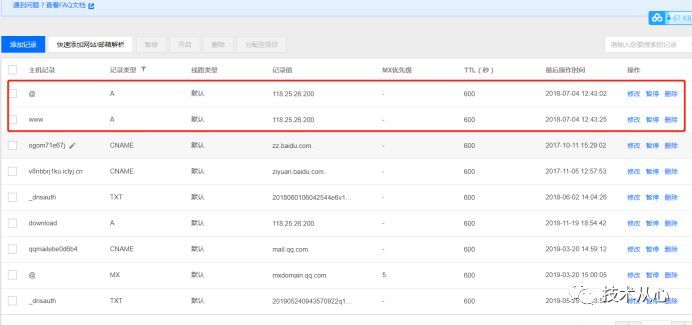 遇到问题？查看FAQ文档
67 KB
添加记录 快速添加网站/邮箱解析 暂停 开启 删除 分配至项目 请输入您要搜索的记录
主机记录 记录类型 线路类型 记录值 MX优先级 TTL（秒） 最后操作时间 操作
@ A 默认 118.25.26.200 - 600 2018-07-04 12:43:02 修改 暂停 删除
www A 默认 118.25.26.200 - 600 2018-07-04 12:43:25 修改 暂停 删除
ogom71e67j CNAME 默认 zz.baidu.com. - 600 2017-10-11 15:29:02 修改 暂停 删除
v8nbbrj1ku.iclyj.cn CNAME 默认 ziyuan.baidu.com. - 600 2017-11-05 12:57:53 修改 暂停 删除
_dnsauth TXT 默认 2018060106042544e6v1... - 600 2018-06-02 14:04:26 修改 暂停 删除
download A 默认 118.25.26.200 - 600 2018-11-19 18:54:42 修改 暂停 删除
qqmailebe0d6b4 CNAME 默认 mail.qq.com. - 600 2019-03-20 14:59:12 修改 暂停 删除
@ MX 默认 mxdomain.qq.com. 5 600 2019-03-20 15:00:05 修改 暂停 删除
_dnsauth TXT 默认 201905240943570922q1... - 600 修改 暂停 删除
技术从心